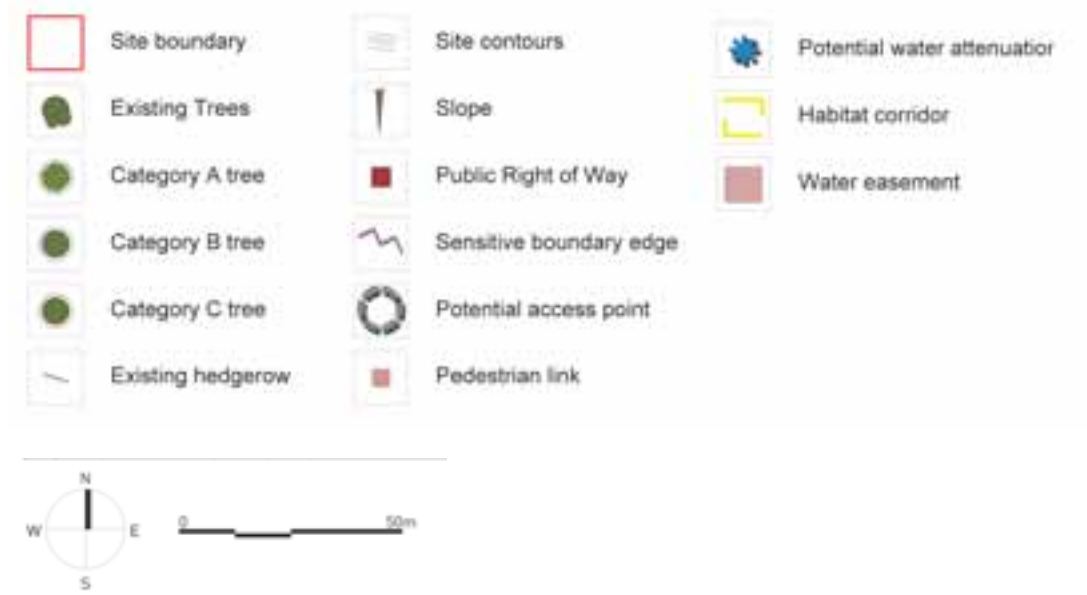 Site boundary
Existing Trees
Category A tree
Category B tree
Category C tree
Existing hedgerow
Site contours
Slope
Public Right of Way
Sensitive boundary edge
Potential access point
Pedestrian link
Potential water attenuatior
Habitat corridor
Water easement
N
W E
S
0 50m